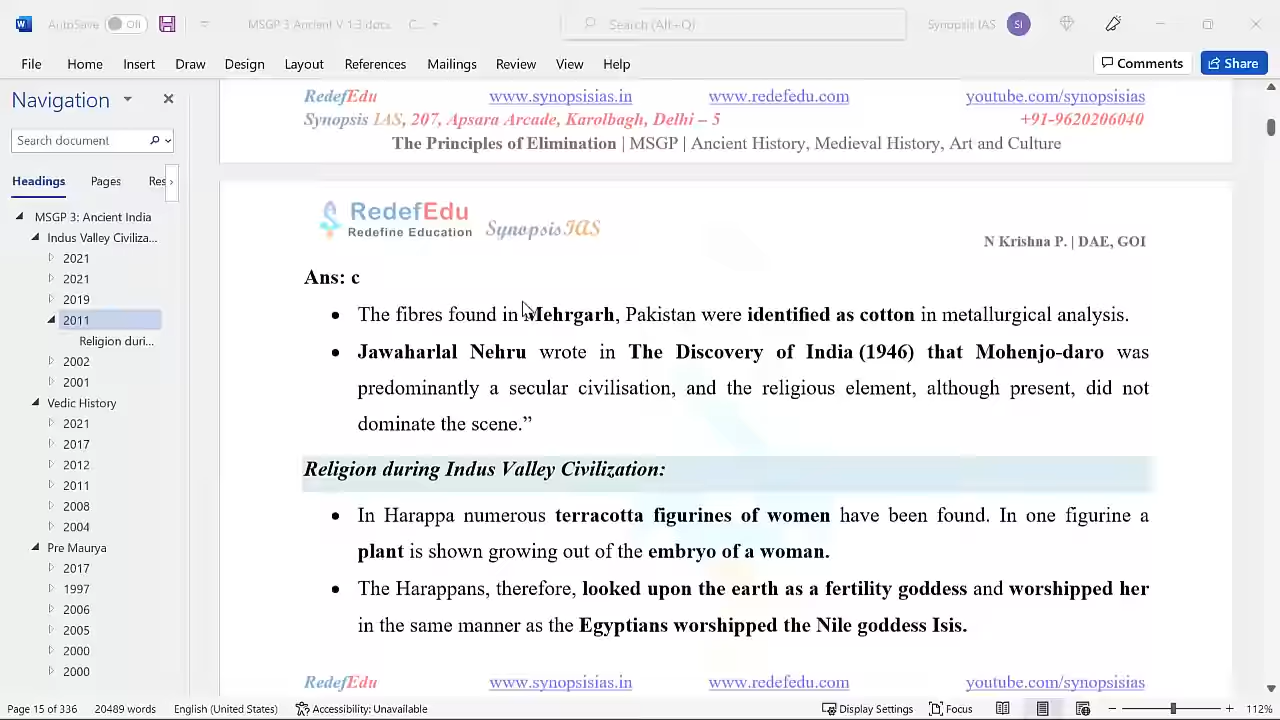 AutoSave Off MSGP 3 Ancient V 1-3.docx C... Search (Alt+Q) Synopsis IAS SI
File Home Insert Draw Design Layout References Mailings Review View Help Comments Share
Navigation
Search document
Headings Pages Res
MSGP 3: Ancient India
Indus Valley Civiliza...
2021
2021
2019
2011
Religion duri...
2002
2001
Vedic History
2021
2017
2012
2011
2008
2004
Pre Maurya
2017
1997
2006
2005
2000
2000
RedefEdu www.synopsisias.in www.redefedu.com youtube.com/synopsisias
Synopsis IAS, 207, Apsara Arcade, Karolbagh, Delhi – 5 +91-9620206040
The Principles of Elimination | MSGP | Ancient History, Medieval History, Art and Culture
RedefEdu
Redefine Education SynopsisIAS
N Krishna P. | DAE, GOI
Ans: c
• The fibres found in Mehrgarh, Pakistan were identified as cotton in metallurgical analysis.
• Jawaharlal Nehru wrote in The Discovery of India (1946) that Mohenjo-daro was
predominantly a secular civilisation, and the religious element, although present, did not
dominate the scene.”
Religion during Indus Valley Civilization:
• In Harappa numerous terracotta figurines of women have been found. In one figurine a
plant is shown growing out of the embryo of a woman.
• The Harappans, therefore, looked upon the earth as a fertility goddess and worshipped her
in the same manner as the Egyptians worshipped the Nile goddess Isis.
RedefEdu www.synopsisias.in www.redefedu.com youtube.com/synopsisias
Page 15 of 336 20489 words English (United States) Accessibility: Unavailable Display Settings Focus 112%